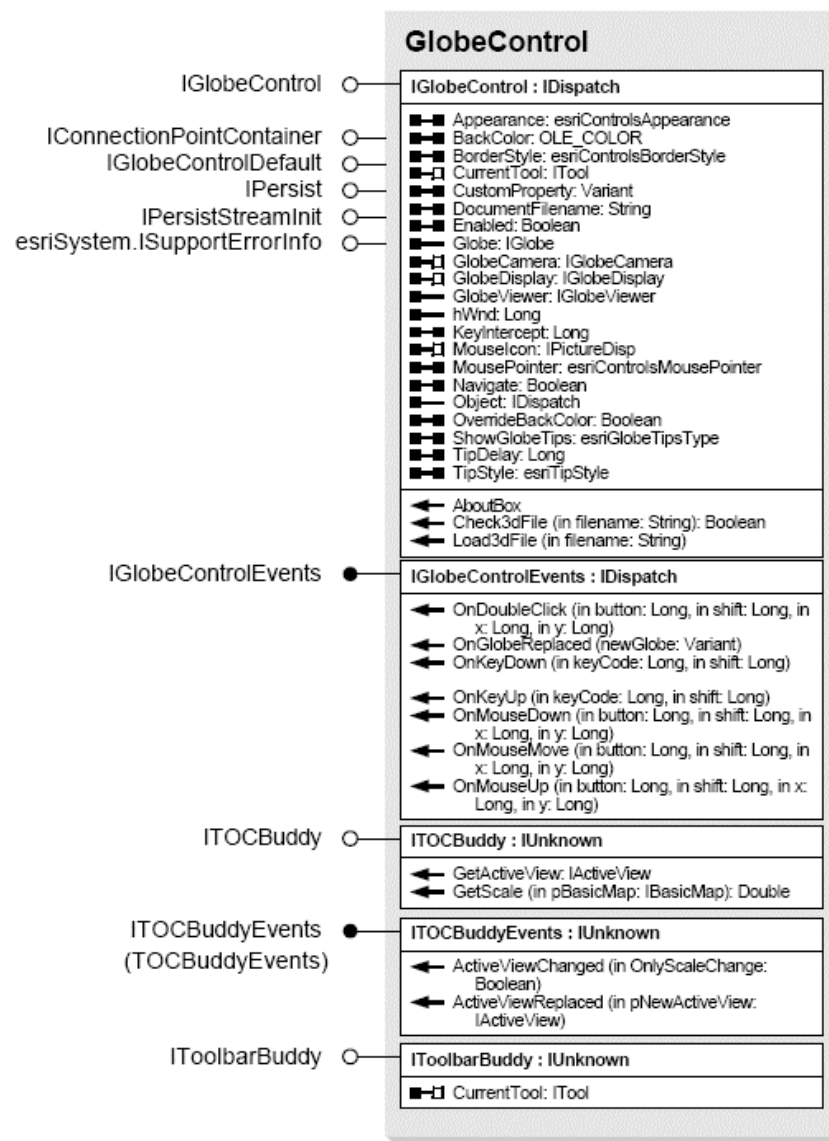 GlobeControl
IGlobeControl
IGlobeControl : IDispatch
IConnectionPointContainer
IGlobeControlDefault
IPersist
IPersistStreamInit
esriSystem.ISupportErrorInfo
Appearance: esriControlsAppearance
BackColor: OLE_COLOR
BorderStyle: esriControlsBorderStyle
CurrentTool: ITool
CustomProperty: Variant
DocumentFilename: String
Enabled: Boolean
Globe: IGlobe
GlobeCamera: IGlobeCamera
GlobeDisplay: IGlobeDisplay
GlobeViewer: IGlobeViewer
hWnd: Long
KeyIntercept: Long
MouseIcon: IPictureDisp
MousePointer: esriControlsMousePointer
Navigate: Boolean
Object: IDispatch
OverrideBackColor: Boolean
ShowGlobeTips: esriGlobeTipsType
TipDelay: Long
TipStyle: esriTipStyle
AboutBox
Check3dFile (in filename: String): Boolean
Load3dFile (in filename: String)
IGlobeControlEvents
IGlobeControlEvents : IDispatch
OnDoubleClick (in button: Long, in shift: Long, in
x: Long, in y: Long)
OnGlobeReplaced (newGlobe: Variant)
OnKeyDown (in keyCode: Long, in shift: Long)
OnKeyUp (in keyCode: Long, in shift: Long)
OnMouseDown (in button: Long, in shift: Long, in
x: Long, in y: Long)
OnMouseMove (in button: Long, in shift: Long, in
x: Long, in y: Long)
OnMouseUp (in button: Long, in shift: Long, in x:
Long, in y: Long)
ITOCBuddy
ITOCBuddy : IUnknown
GetActiveView: IActiveView
GetScale (in pBasicMap: IBasicMap): Double
ITOCBuddyEvents
(TOCBuddyEvents)
ITOCBuddyEvents : IUnknown
ActiveViewChanged (in OnlyScaleChange:
Boolean)
ActiveViewReplaced (in pNewActiveView:
IActiveView)
IToolbarBuddy
IToolbarBuddy : IUnknown
CurrentTool: ITool